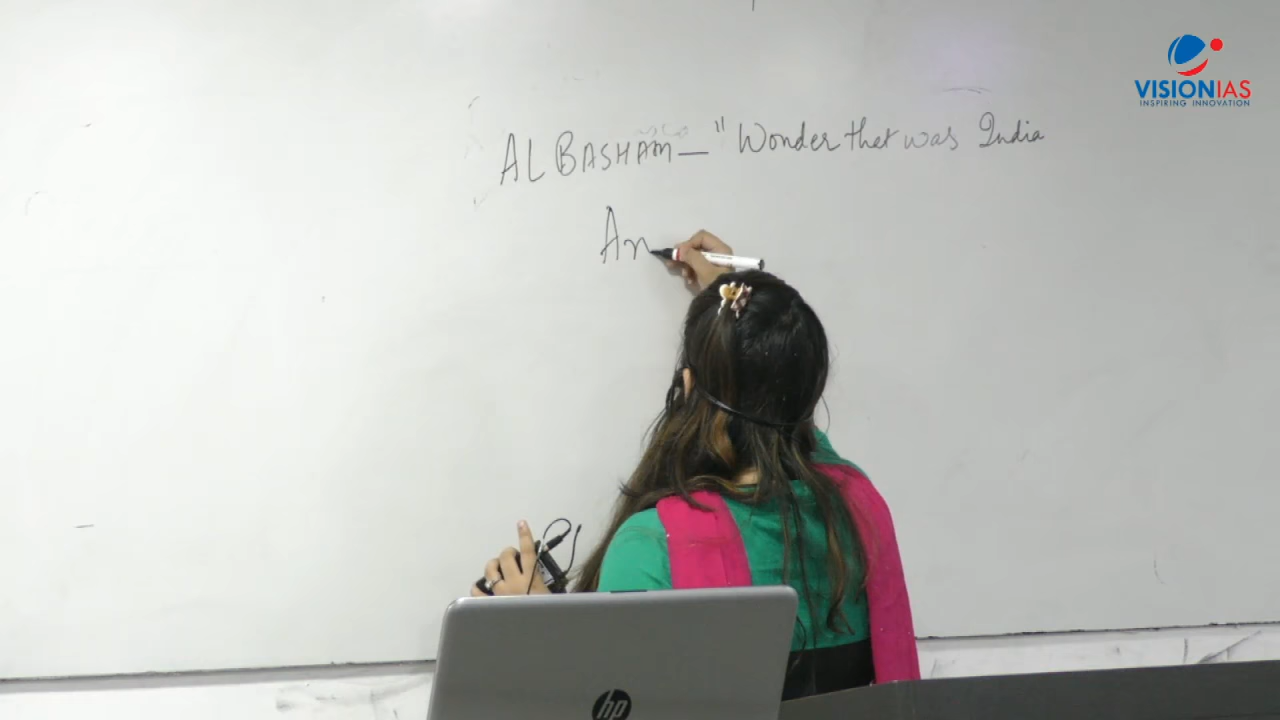 VISIONIAS
INSPIRING INNOVATION
AL BASHAM — " Wonder that was India
An
hp